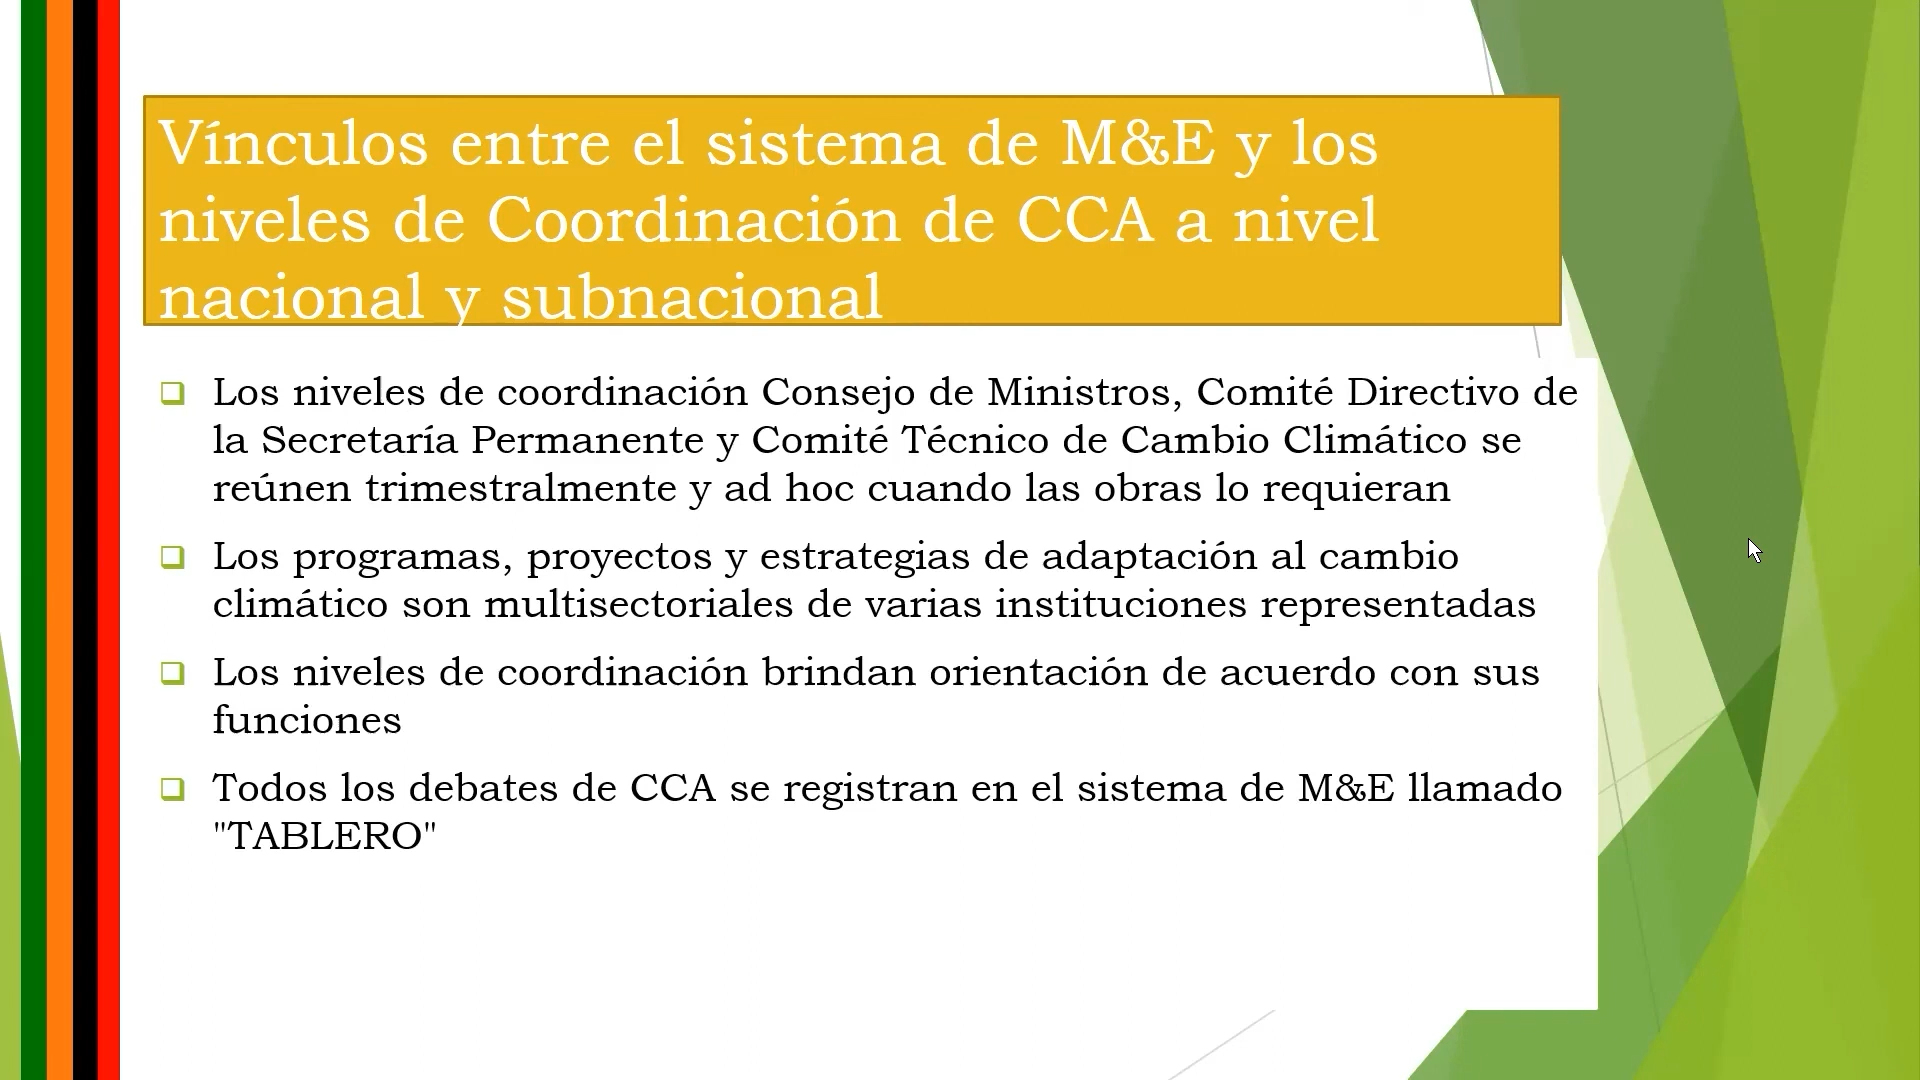 Vínculos entre el sistema de M&E y los
niveles de Coordinación de CCA a nivel
nacional y subnacional
Los niveles de coordinación Consejo de Ministros, Comité Directivo de
la Secretaría Permanente y Comité Técnico de Cambio Climático se
reúnen trimestralmente y ad hoc cuando las obras lo requieran
Los programas, proyectos y estrategias de adaptación al cambio
climático son multisectoriales de varias instituciones representadas
Los niveles de coordinación brindan orientación de acuerdo con sus
funciones
Todos los debates de CCA se registran en el sistema de M&E llamado
"TABLERO"